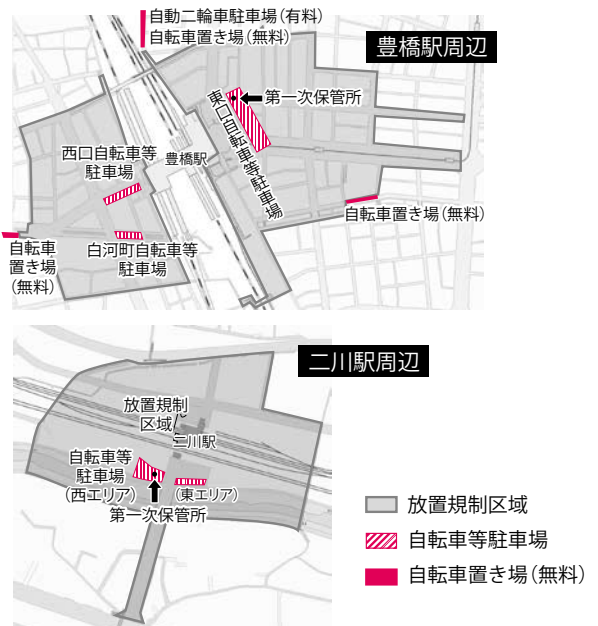 自動二輪車駐車場(有料)
自転車置き場(無料)
豊橋駅周辺
第一次保管所
東口自転車等駐車場
西口自転車等
駐車場
豊橋駅
自転車置き場(無料)
自転車
置き場
(無料)
白河町自転車等
駐車場
二川駅周辺
放置規制
区域
二川駅
自転車等
駐車場
(西エリア)
(東エリア)
第一次保管所
放置規制区域
自転車等駐車場
自転車置き場(無料)